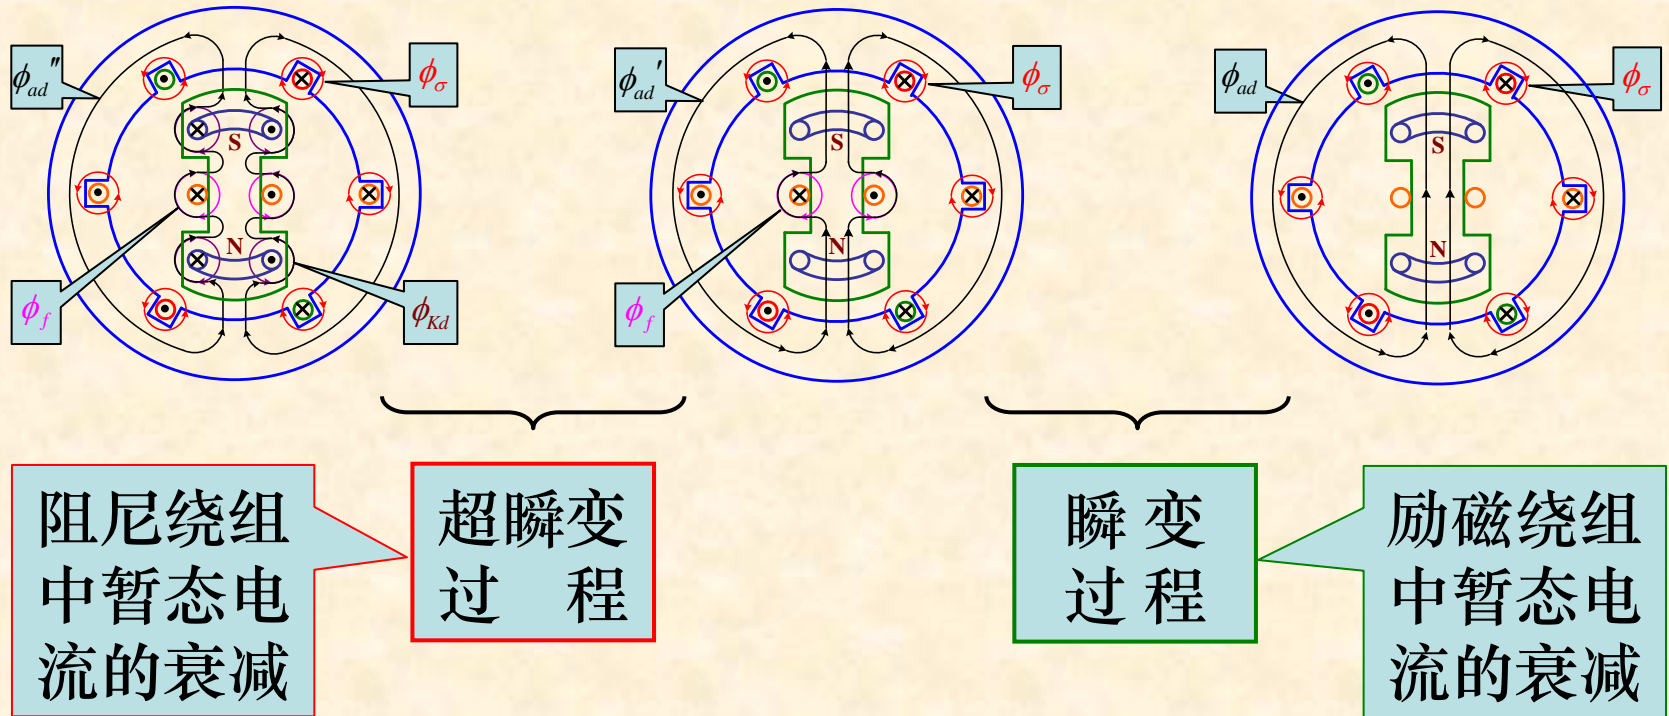 ϕad″
ϕσ
S
N
ϕf
ϕKd
ϕad′
ϕσ
S
N
ϕf
ϕad
ϕσ
S
N
阻尼绕组
中暂态电
流的衰减
超瞬变
过 程
瞬 变
过 程
励磁绕组
中暂态电
流的衰减